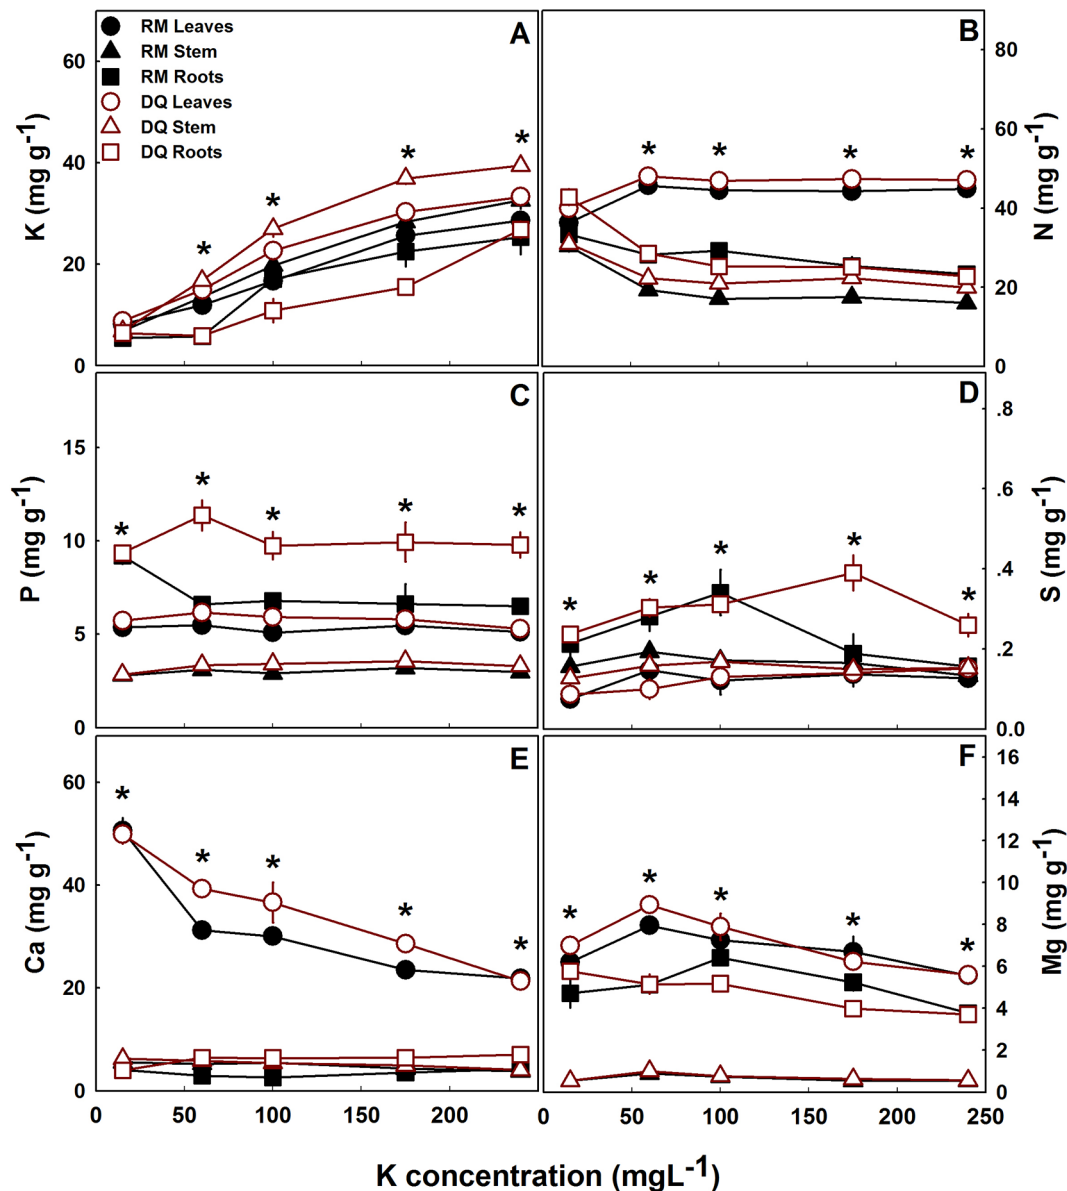 A
RM Leaves
RM Stem
RM Roots
DQ Leaves
DQ Stem
DQ Roots
60
40
20
0
K (mg g-1)
* * * *
B
80
60
40
20
0
N (mg g-1)
* * * *
C
15
10
5
0
P (mg g-1)
* * * * *
D
.8
.6
.4
.2
0.0
S (mg g-1)
* * * * *
E
60
40
20
0
Ca (mg g-1)
* * * * *
0 50 100 150 200
F
16
14
12
10
8
6
4
2
0
Mg (mg g-1)
* * * * *
0 50 100 150 200 250
K concentration (mgL-1)